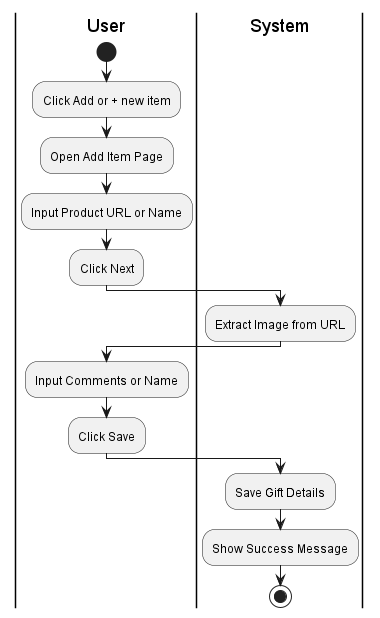 User
System
Click Add or + new item
Open Add Item Page
Input Product URL or Name
Click Next
Extract Image from URL
Input Comments or Name
Click Save
Save Gift Details
Show Success Message